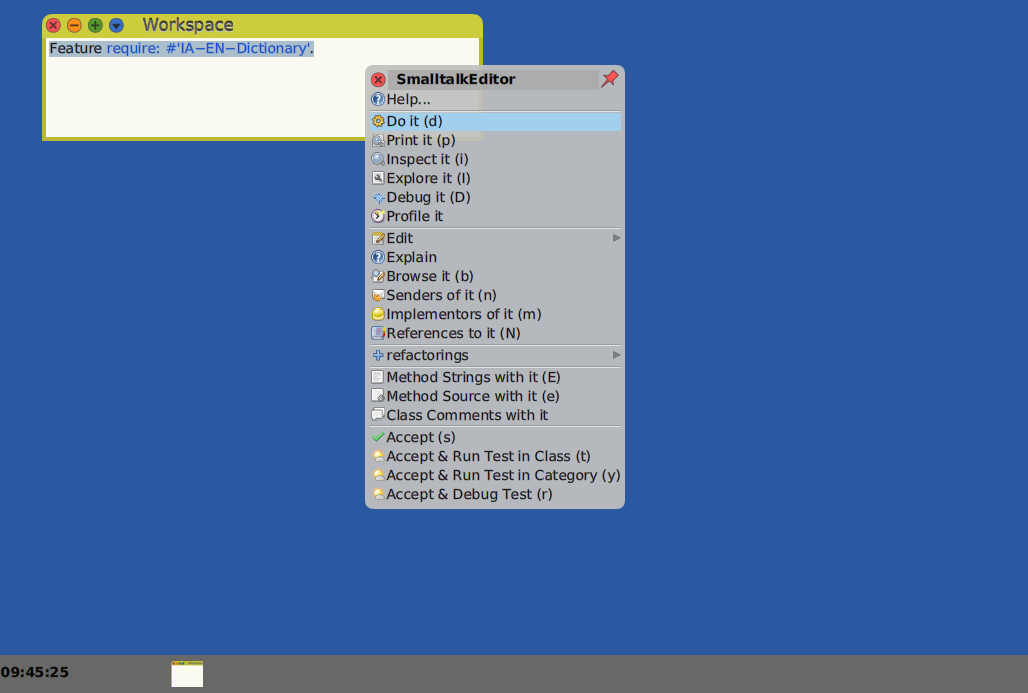 Workspace
Feature require: #'IA−EN−Dictionary'.
SmalltalkEditor
Help...
Do it (d)
Print it (p)
Inspect it (i)
Explore it (I)
Debug it (D)
Profile it
Edit
Explain
Browse it (b)
Senders of it (n)
Implementors of it (m)
References to it (N)
refactorings
Method Strings with it (E)
Method Source with it (e)
Class Comments with it
Accept (s)
Accept & Run Test in Class (t)
Accept & Run Test in Category (y)
Accept & Debug Test (r)
09:45:25